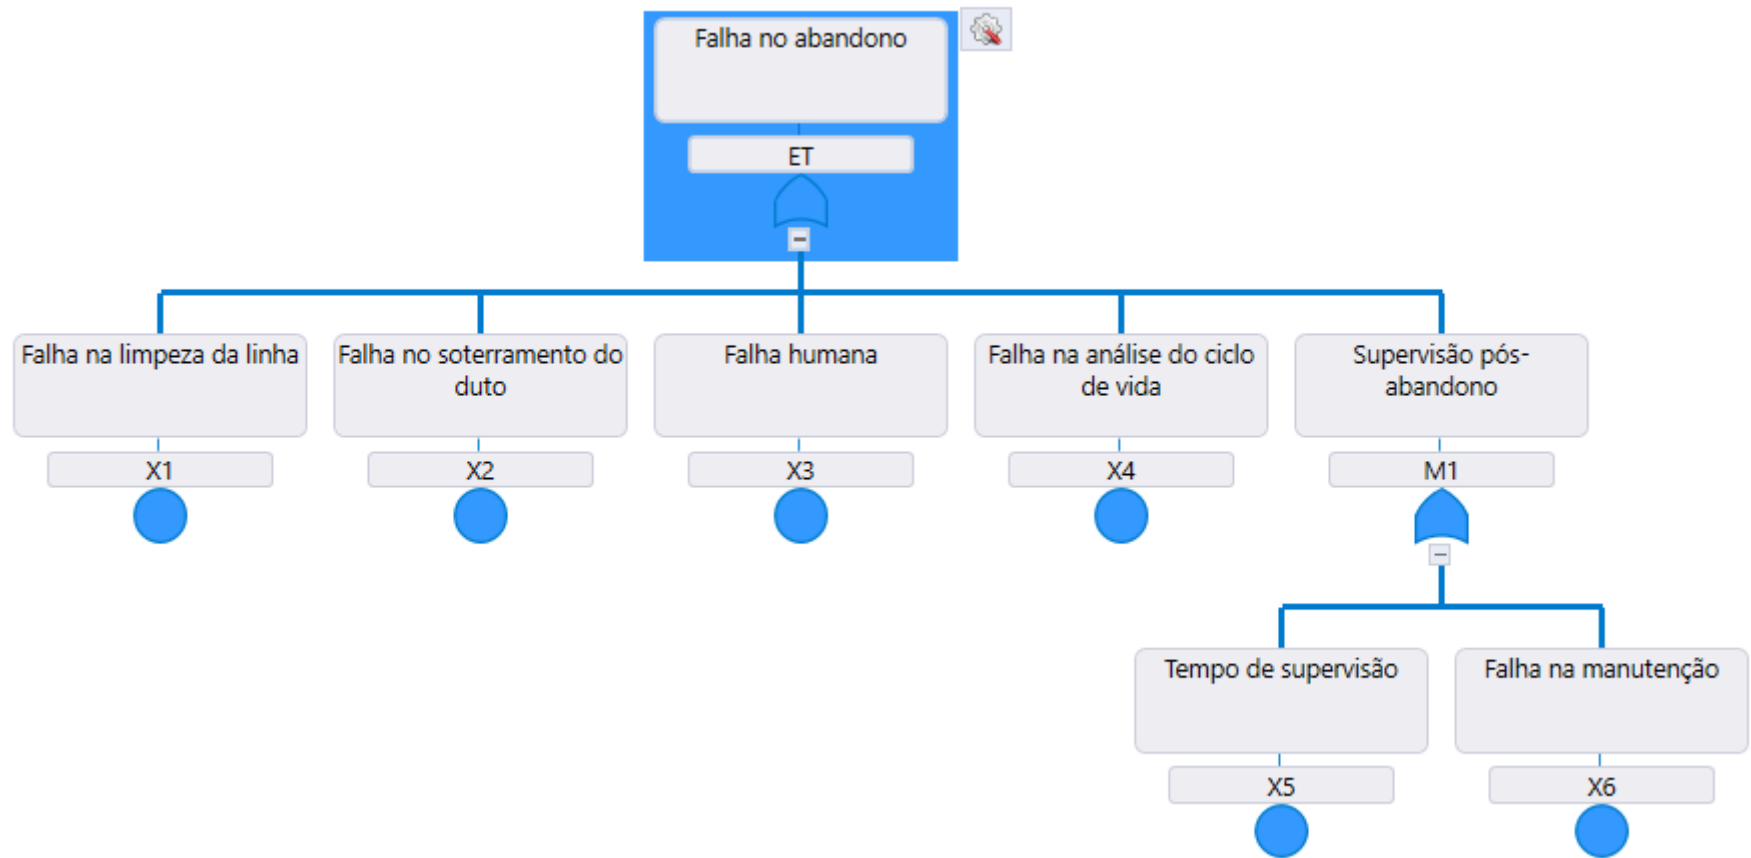 Falha no abandono
ET
Falha na limpeza da linha
Falha no soterramento do
duto
Falha humana
Falha na análise do ciclo
de vida
Supervisão pós-
abandono
X1
X2
X3
X4
M1
Tempo de supervisão
Falha na manutenção
X5
X6